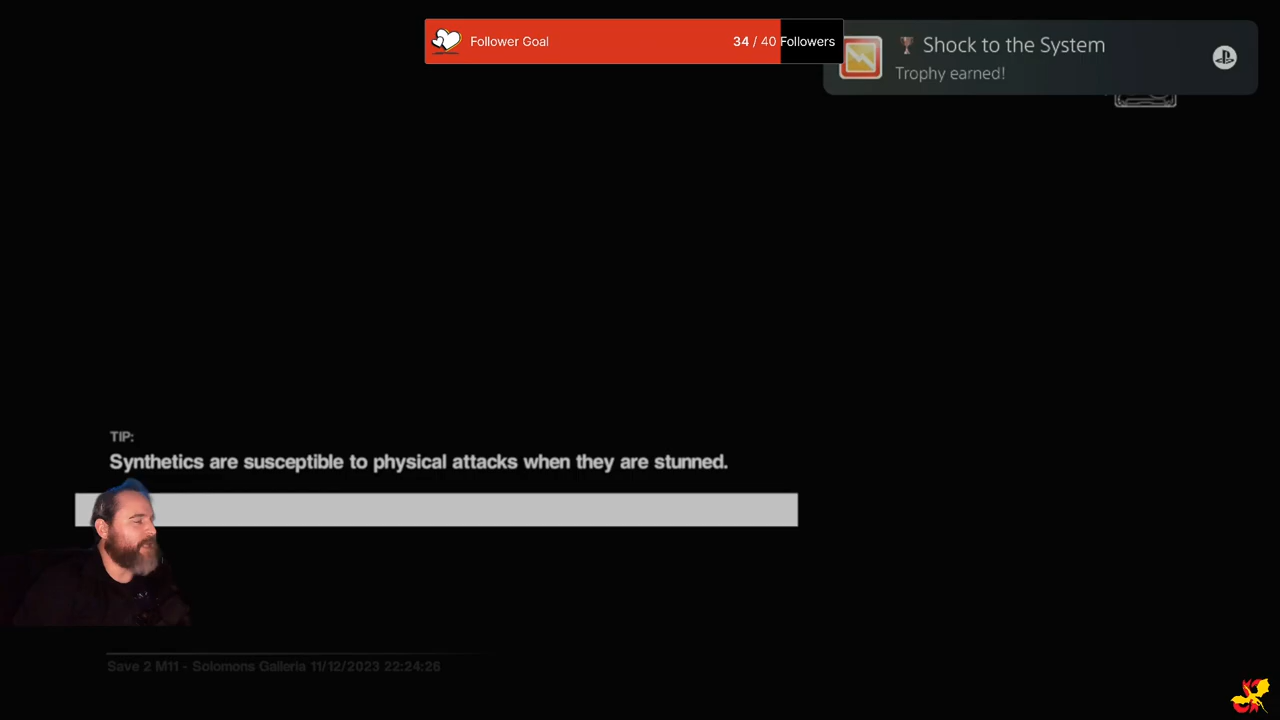 Follower Goal
34 / 40 Followers
Shock to the System
Trophy earned!
TIP:
Synthetics are susceptible to physical attacks when they are stunned.
Save 2 M11 - Solomons Galleria 11/12/2023 22:24:26